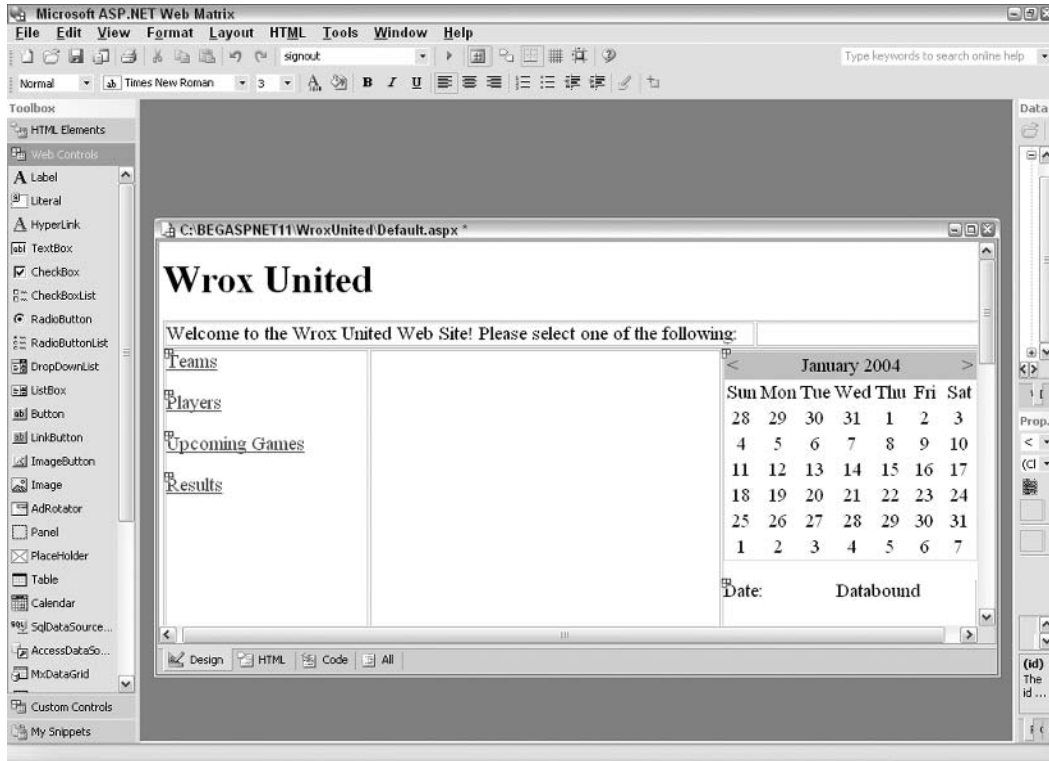 Microsoft ASP.NET Web Matrix
File Edit View Format Layout HTML Tools Window Help
signout
Type keywords to search online help
Normal Times New Roman 3 B I U
Toolbox
HTML Elements
Web Controls
Label
Literal
HyperLink
TextBox
CheckBox
CheckBoxList
RadioButton
RadioButtonList
DropDownList
ListBox
Button
LinkButton
ImageButton
Image
AdRotator
Panel
PlaceHolder
Table
Calendar
SqlDataSource...
AccessDataSo...
MxDataGrid
Custom Controls
My Snippets
C:\BEGASPNET11\WroxUnited\Default.aspx *
Wrox United
Welcome to the Wrox United Web Site! Please select one of the following:
Teams
Players
Upcoming Games
Results
< January 2004 >
Sun Mon Tue Wed Thu Fri Sat
28 29 30 31 1 2 3
4 5 6 7 8 9 10
11 12 13 14 15 16 17
18 19 20 21 22 23 24
25 26 27 28 29 30 31
1 2 3 4 5 6 7
Date: Databound
Design HTML Code All
Data
Prop.
<
(Cl
(id)
The
id ...